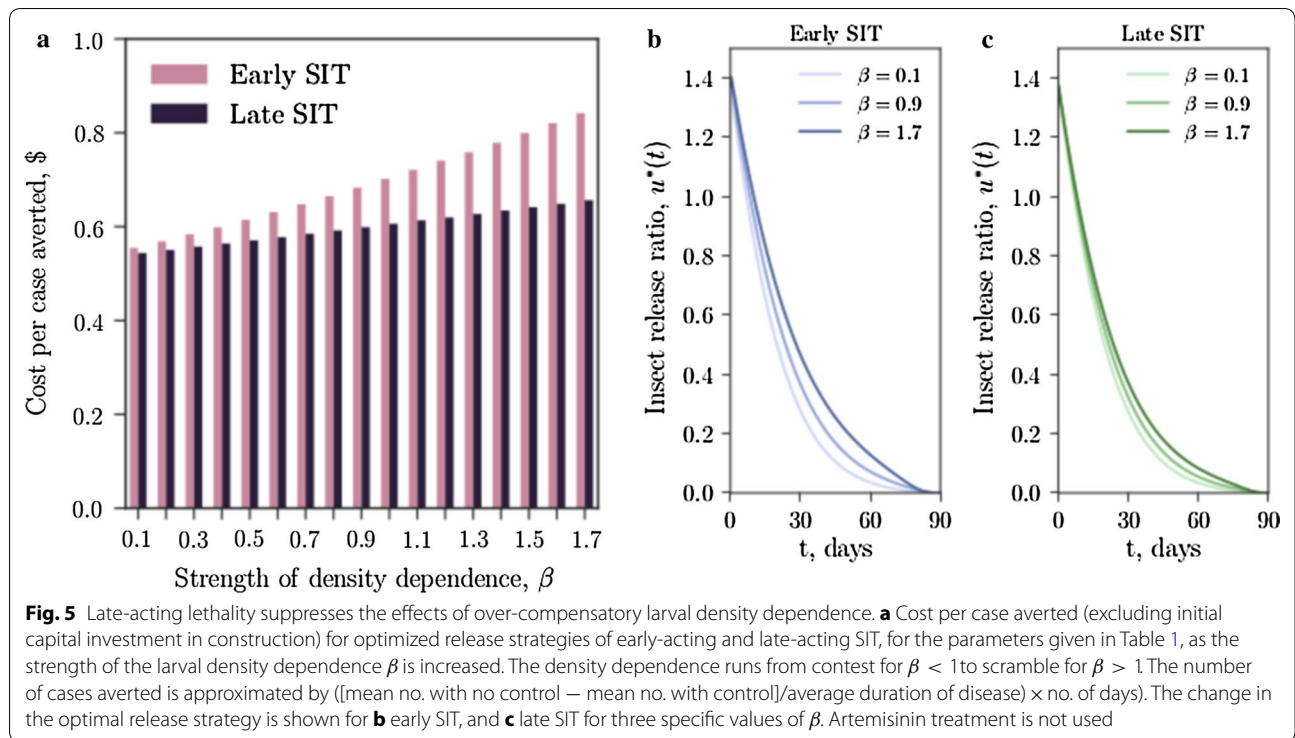 a
1.0
0.8
0.6
0.4
0.2
0.0
Cost per case averted, $
Early SIT
Late SIT
0.1 0.3 0.5 0.7 0.9 1.1 1.3 1.5 1.7
Strength of density dependence, β
b
Early SIT
1.4
1.2
1.0
0.8
0.6
0.4
0.2
0.0
Insect release ratio, u*(t)
β = 0.1
β = 0.9
β = 1.7
0 30 60 90
t, days
c
Late SIT
1.4
1.2
1.0
0.8
0.6
0.4
0.2
0.0
Insect release ratio, u*(t)
β = 0.1
β = 0.9
β = 1.7
0 30 60 90
t, days
Fig. 5 Late-acting lethality suppresses the effects of over-compensatory larval density dependence. a Cost per case averted (excluding initial
capital investment in construction) for optimized release strategies of early-acting and late-acting SIT, for the parameters given in Table 1, as the
strength of the larval density dependence β is increased. The density dependence runs from contest for β < 1 to scramble for β > 1. The number
of cases averted is approximated by ([mean no. with no control − mean no. with control]/average duration of disease) × no. of days). The change in
the optimal release strategy is shown for b early SIT, and c late SIT for three specific values of β. Artemisinin treatment is not used